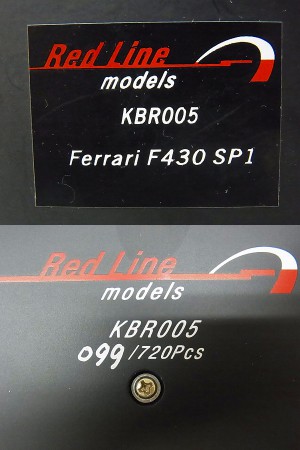 Red Line
models
KBR005
Ferrari F430 SP1
Red Line
models
KBR005
099/720Pcs